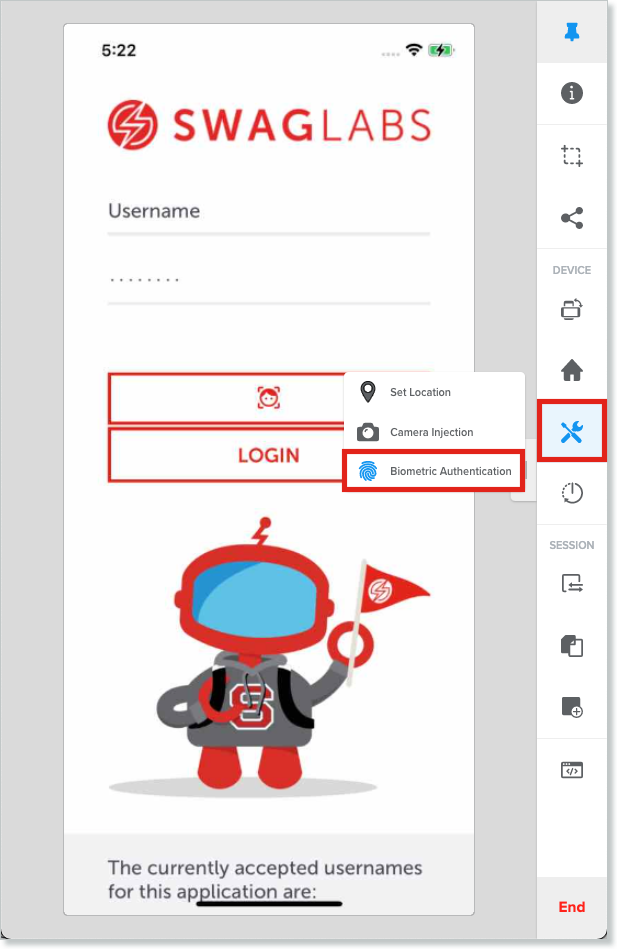 5:22
SWAGLABS
Username
........
LOGIN
Set Location
Camera Injection
Biometric Authentication
DEVICE
SESSION
S
The currently accepted usernames
for this application are:
End